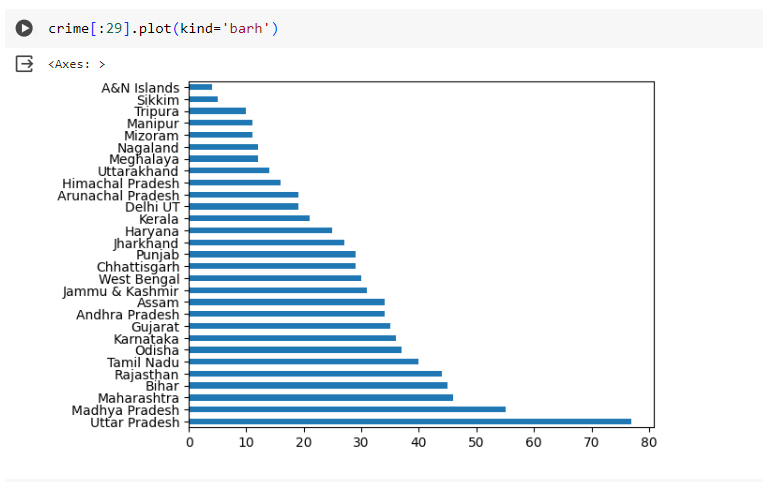 crime[:29].plot(kind='barh')
<Axes: >
A&N Islands
Sikkim
Tripura
Manipur
Mizoram
Nagaland
Meghalaya
Uttarakhand
Himachal Pradesh
Arunachal Pradesh
Delhi UT
Kerala
Haryana
Jharkhand
Punjab
Chhattisgarh
West Bengal
Jammu & Kashmir
Assam
Andhra Pradesh
Gujarat
Karnataka
Odisha
Tamil Nadu
Rajasthan
Bihar
Maharashtra
Madhya Pradesh
Uttar Pradesh
0 10 20 30 40 50 60 70 80